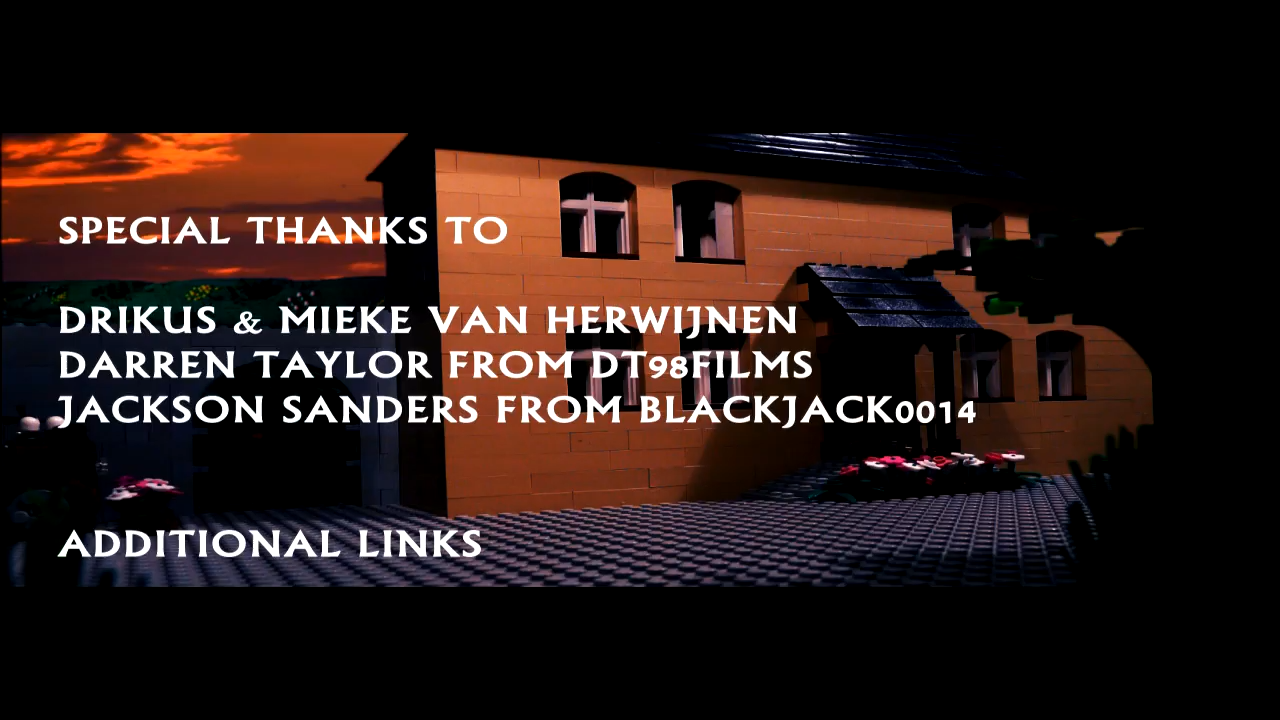 SPECIAL THANKS TO
DRIKUS & MIEKE VAN HERWIJNEN
DARREN TAYLOR FROM DT98FILMS
JACKSON SANDERS FROM BLACKJACK0014
ADDITIONAL LINKS